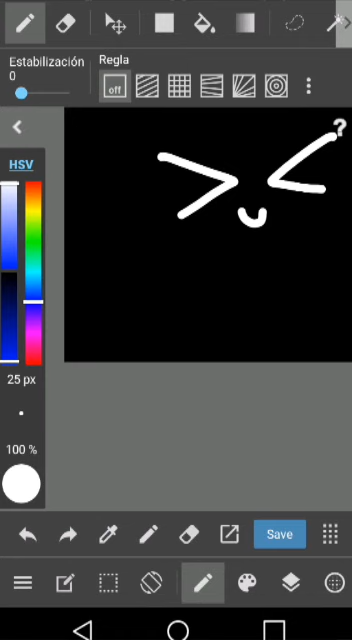 Estabilización
0
Regla
off
?
HSV
25 px
100 %
Save